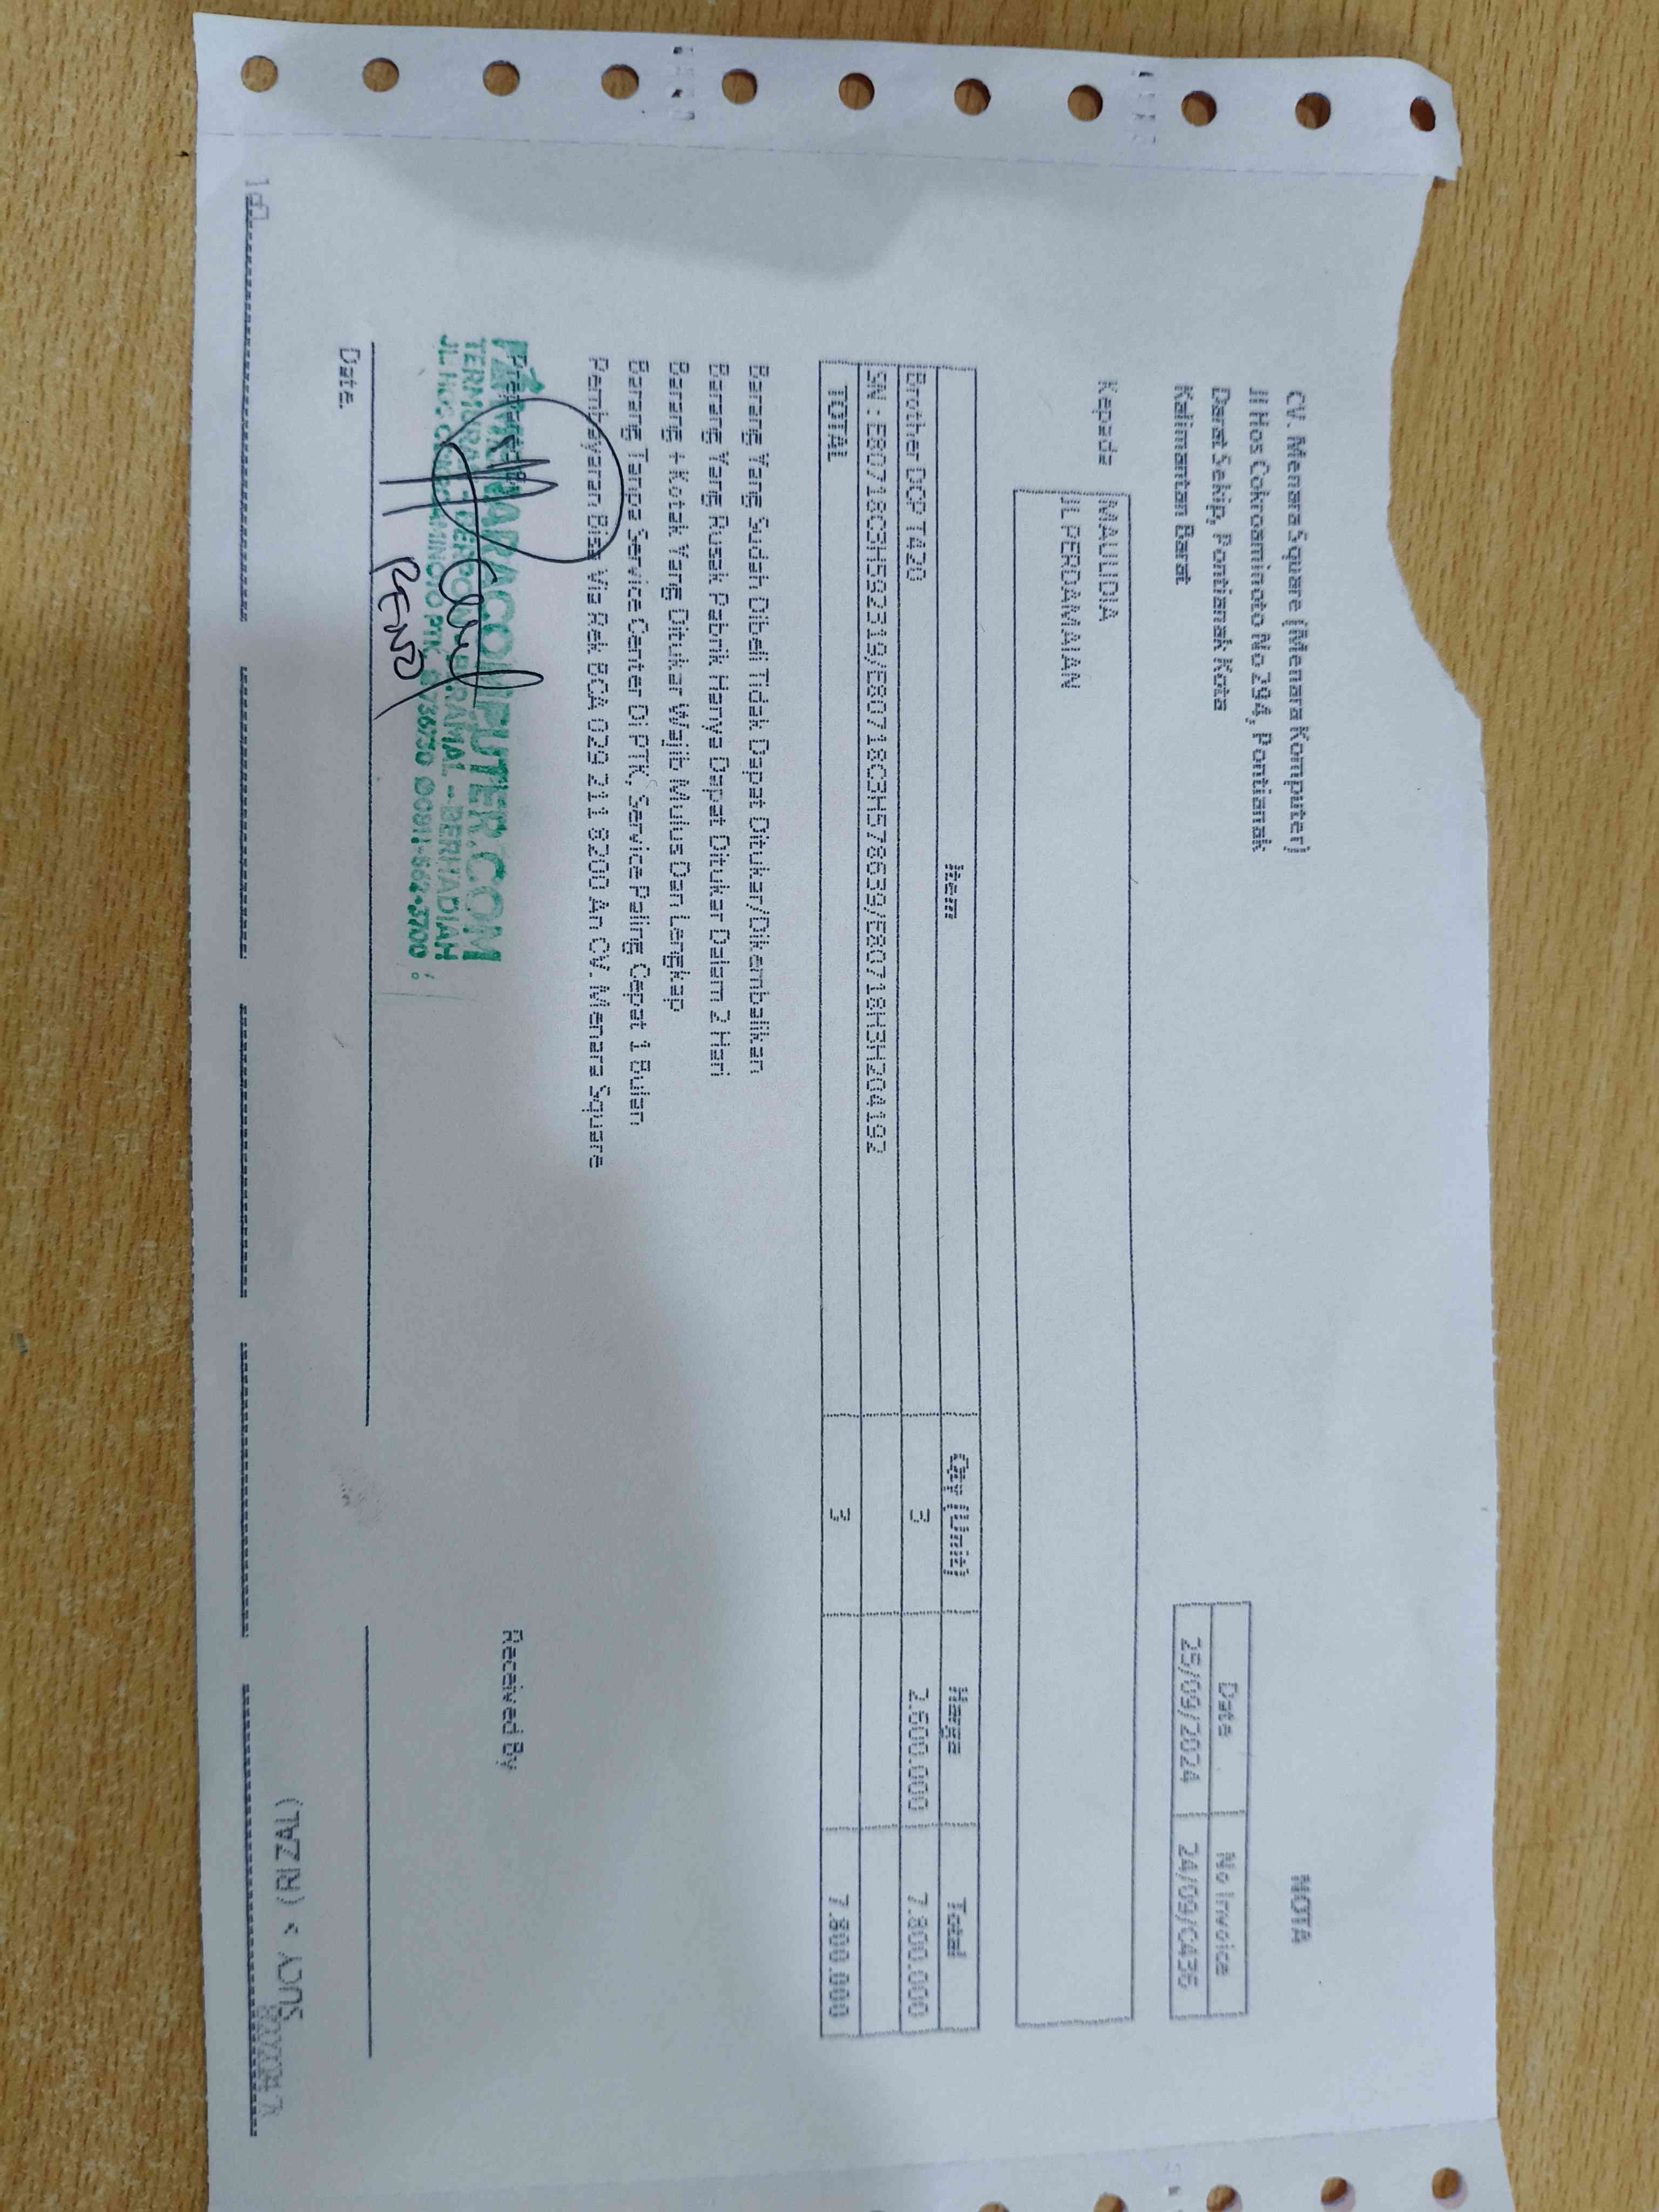 CV. Menara Square (Menara Komputer)
Jl Hos Cokroaminoto No 294, Pontianak
Darat Sekip, Pontianak Kota
Kalimantan Barat
NOTA
Date No Invoice
25/09/2024 24/09/C436
Kepada MAULIDIA
JL PERDAMAIAN
Item Qty (Unit) Harga Total
Brother DCP T420 3 2.600.000 7.800.000
SN : E80718C3H592319/E80718C3H578639/E80718H3H204192
TOTAL 3 7.800.000
Barang Yang Sudah Dibeli Tidak Dapat Ditukar/Dikembalikan
Barang Yang Rusak Pabrik Hanya Dapat Ditukar Dalam 2 Hari
Barang + Kotak Yang Ditukar Wajib Mulus Dan Lengkap
Barang Tanpa Service Center Di PTK, Service Paling Cepat 1 Bulan
Pembayaran Bisa Via Rek BCA 029 211 8200 An CV. Menara Square
Received By
RENO
Date.
SUCY > (RIZAL)